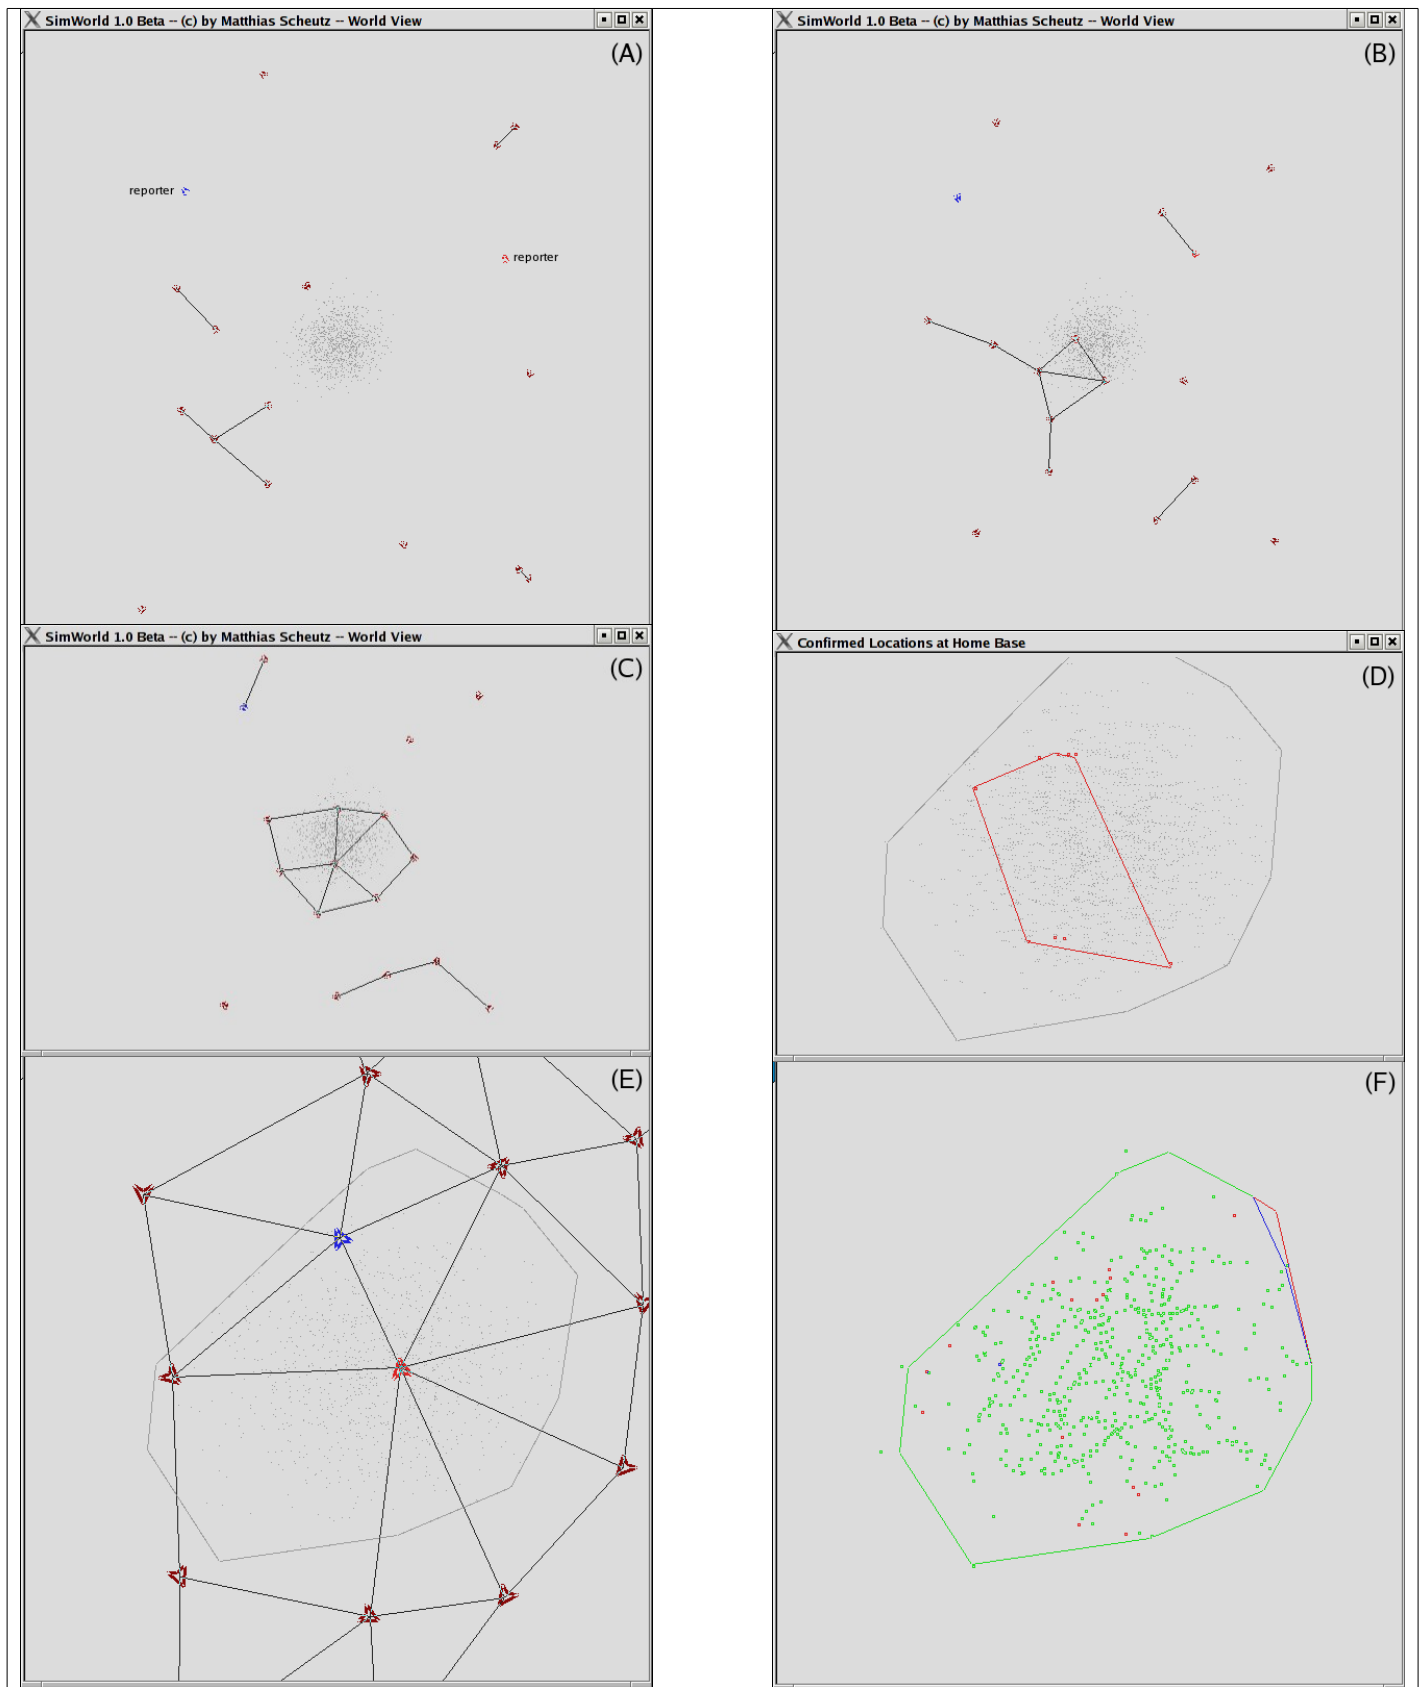 SimWorld 1.0 Beta -- (c) by Matthias Scheutz -- World View
(A)
reporter
reporter
SimWorld 1.0 Beta -- (c) by Matthias Scheutz -- World View
(B)
SimWorld 1.0 Beta -- (c) by Matthias Scheutz -- World View
(C)
Confirmed Locations at Home Base
(D)
(E)
(F)